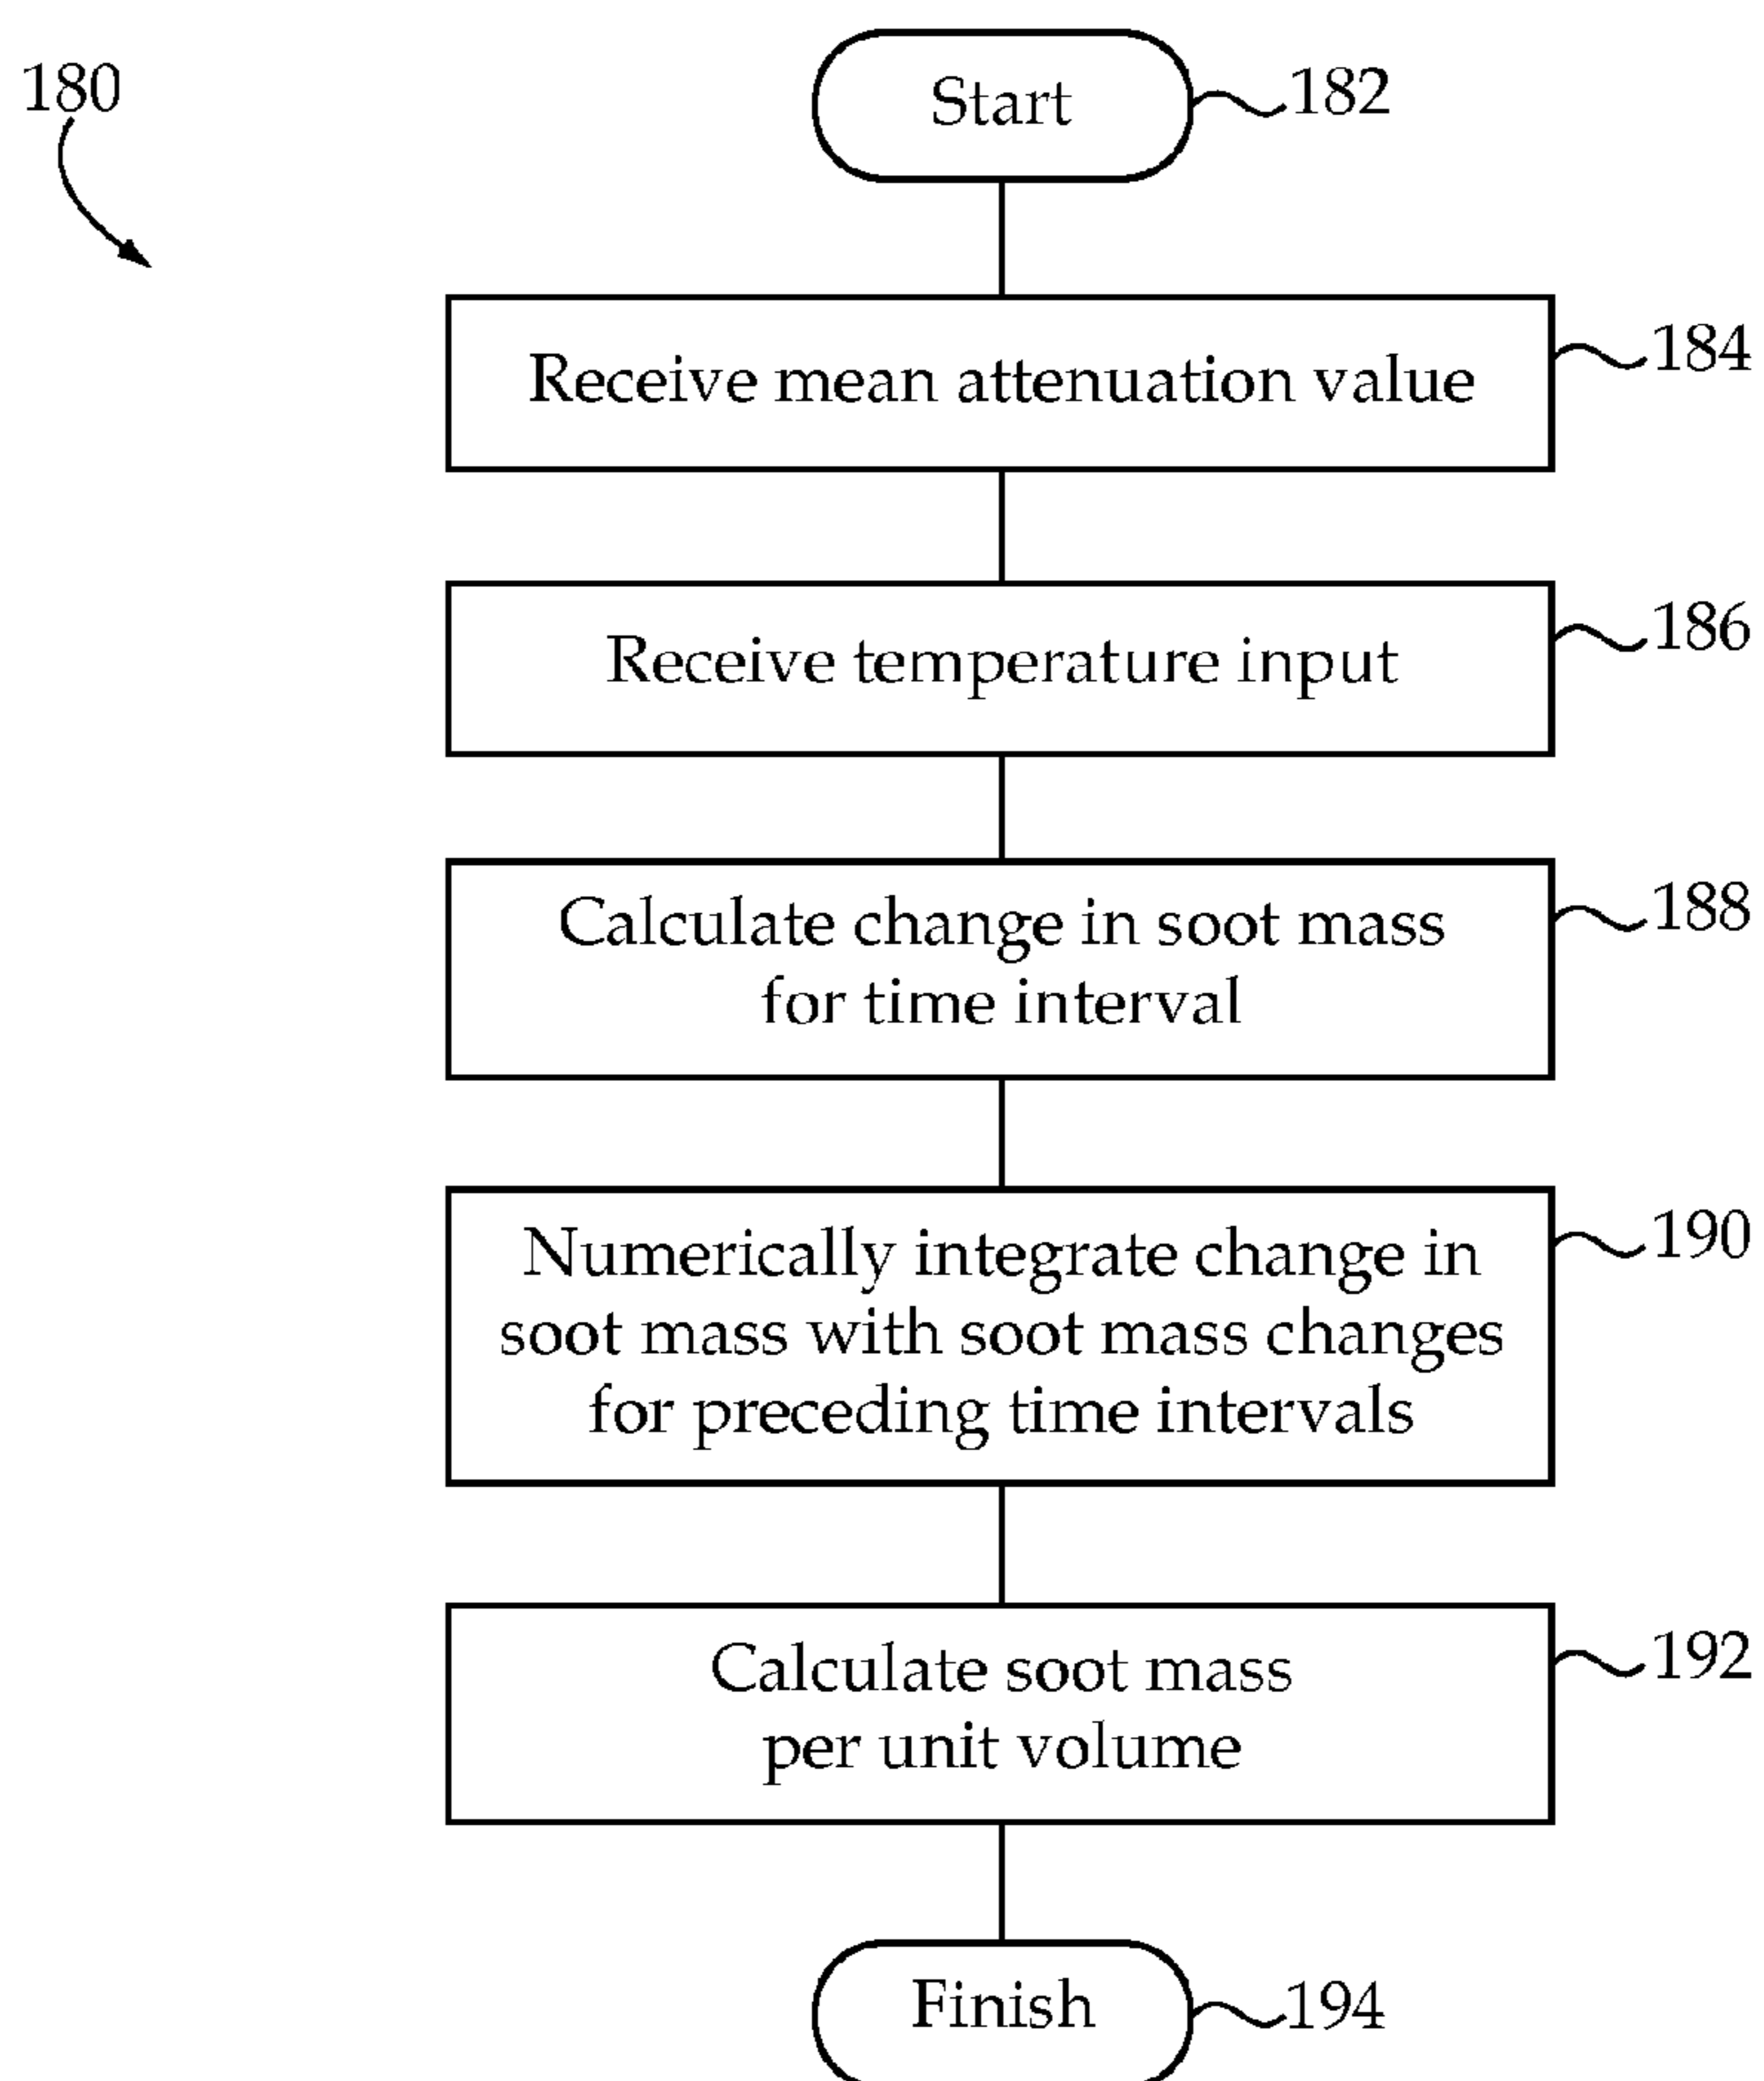 180
Start
182
Receive mean attenuation value
184
Receive temperature input
186
Calculate change in soot mass
for time interval
188
Numerically integrate change in
soot mass with soot mass changes
for preceding time intervals
190
Calculate soot mass
per unit volume
192
Finish
194